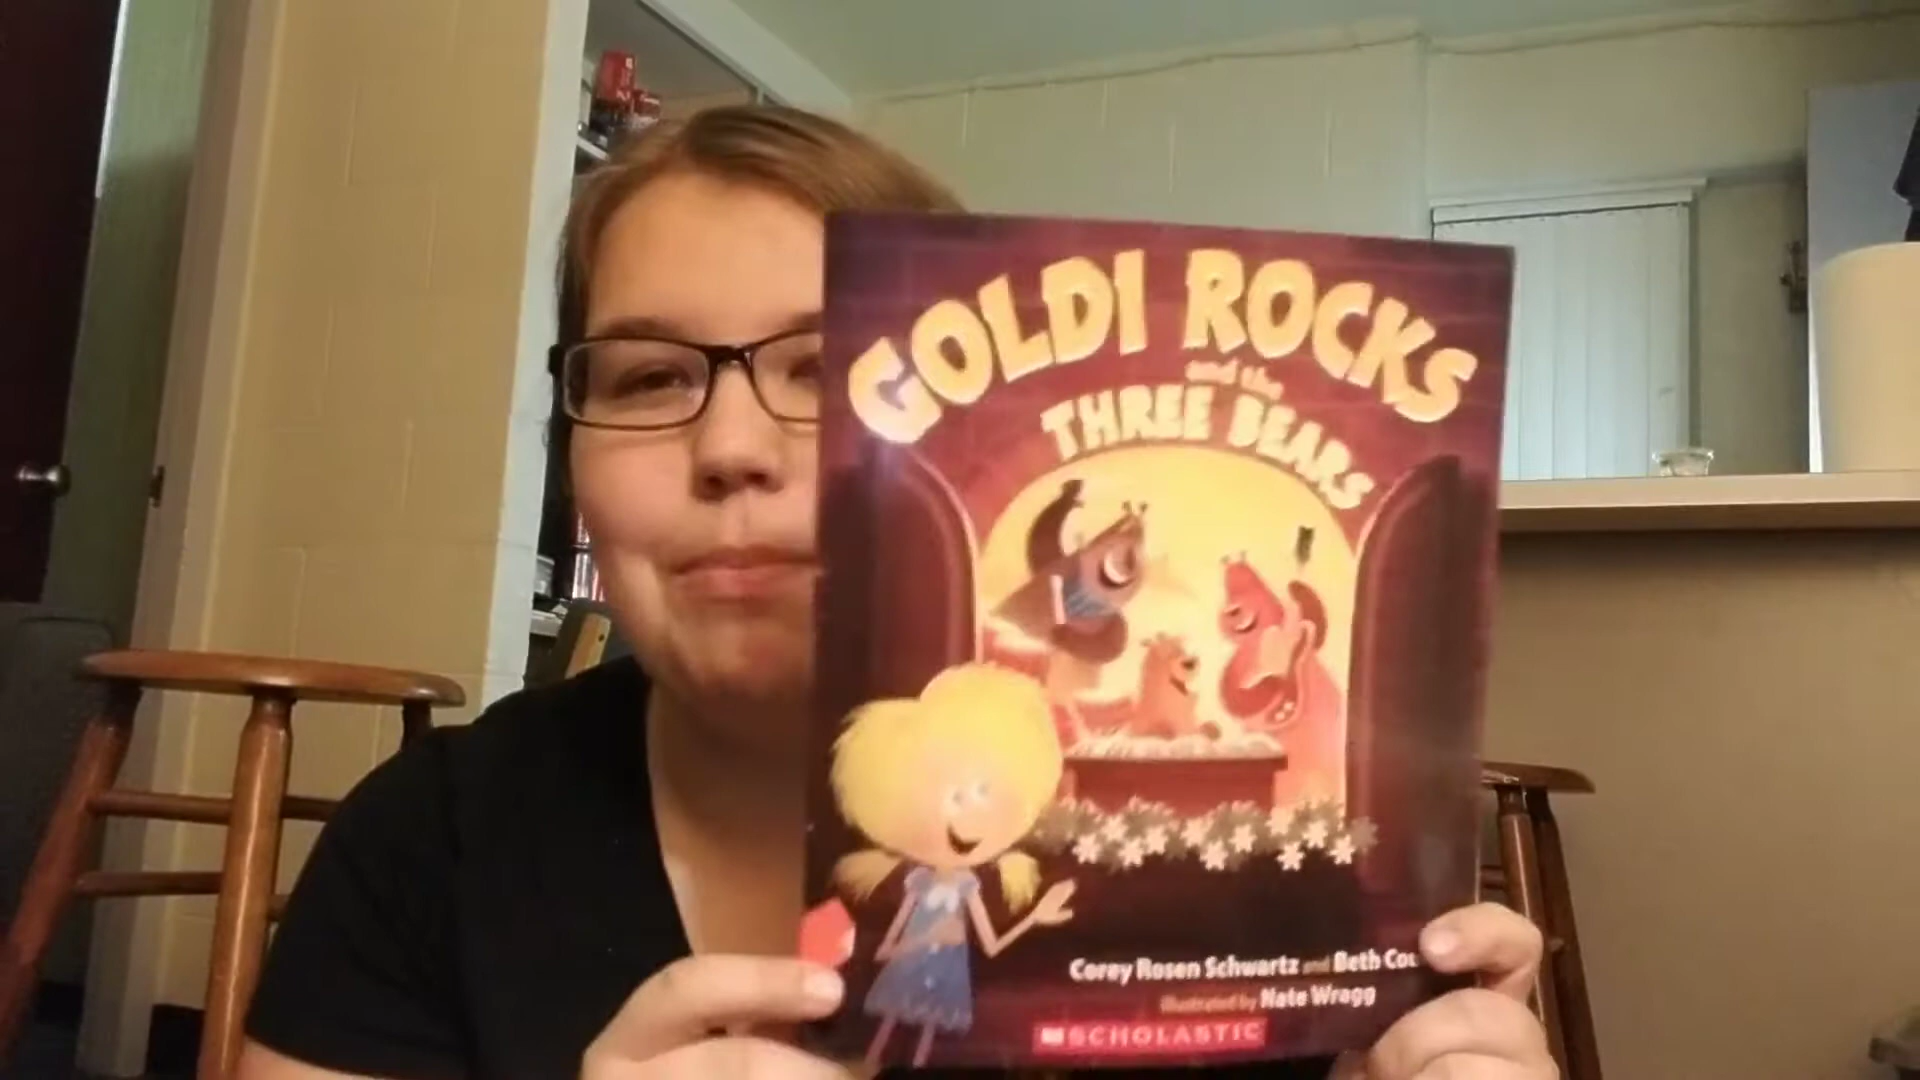 GOLDI ROCKS
and the
THREE BEARS
Corey Rosen Schwartz and Beth Cou
Illustrated by Nate Wragg
SCHOLASTIC